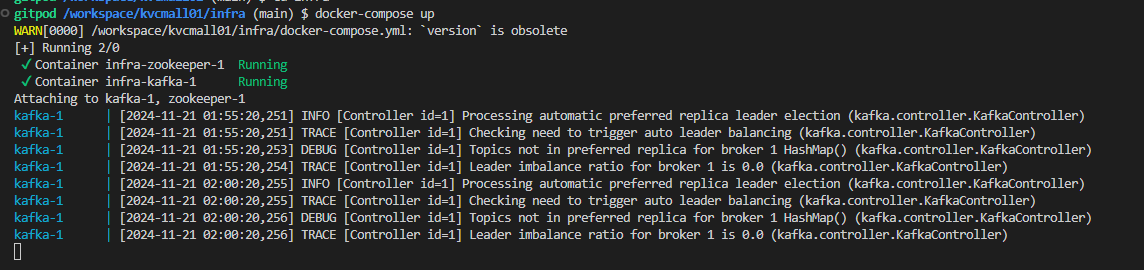 gitpod /workspace/kvcmall01/infra (main) $ docker-compose up
WARN[0000] /workspace/kvcmall01/infra/docker-compose.yml: `version` is obsolete
[+] Running 2/0
✓ Container infra-zookeeper-1 Running
✓ Container infra-kafka-1 Running
Attaching to kafka-1, zookeeper-1
kafka-1 | [2024-11-21 01:55:20,251] INFO [Controller id=1] Processing automatic preferred replica leader election (kafka.controller.KafkaController)
kafka-1 | [2024-11-21 01:55:20,251] TRACE [Controller id=1] Checking need to trigger auto leader balancing (kafka.controller.KafkaController)
kafka-1 | [2024-11-21 01:55:20,253] DEBUG [Controller id=1] Topics not in preferred replica for broker 1 HashMap() (kafka.controller.KafkaController)
kafka-1 | [2024-11-21 01:55:20,254] TRACE [Controller id=1] Leader imbalance ratio for broker 1 is 0.0 (kafka.controller.KafkaController)
kafka-1 | [2024-11-21 02:00:20,255] INFO [Controller id=1] Processing automatic preferred replica leader election (kafka.controller.KafkaController)
kafka-1 | [2024-11-21 02:00:20,255] TRACE [Controller id=1] Checking need to trigger auto leader balancing (kafka.controller.KafkaController)
kafka-1 | [2024-11-21 02:00:20,256] DEBUG [Controller id=1] Topics not in preferred replica for broker 1 HashMap() (kafka.controller.KafkaController)
kafka-1 | [2024-11-21 02:00:20,256] TRACE [Controller id=1] Leader imbalance ratio for broker 1 is 0.0 (kafka.controller.KafkaController)